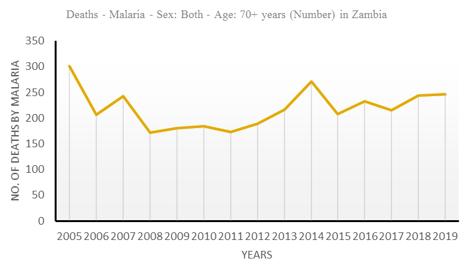 Deaths - Malaria - Sex: Both - Age: 70+ years (Number) in Zambia
350
300
250
200
150
100
50
0
NO. OF DEATHS BY MALARIA
2005 2006 2007 2008 2009 2010 2011 2012 2013 2014 2015 2016 2017 2018 2019
YEARS